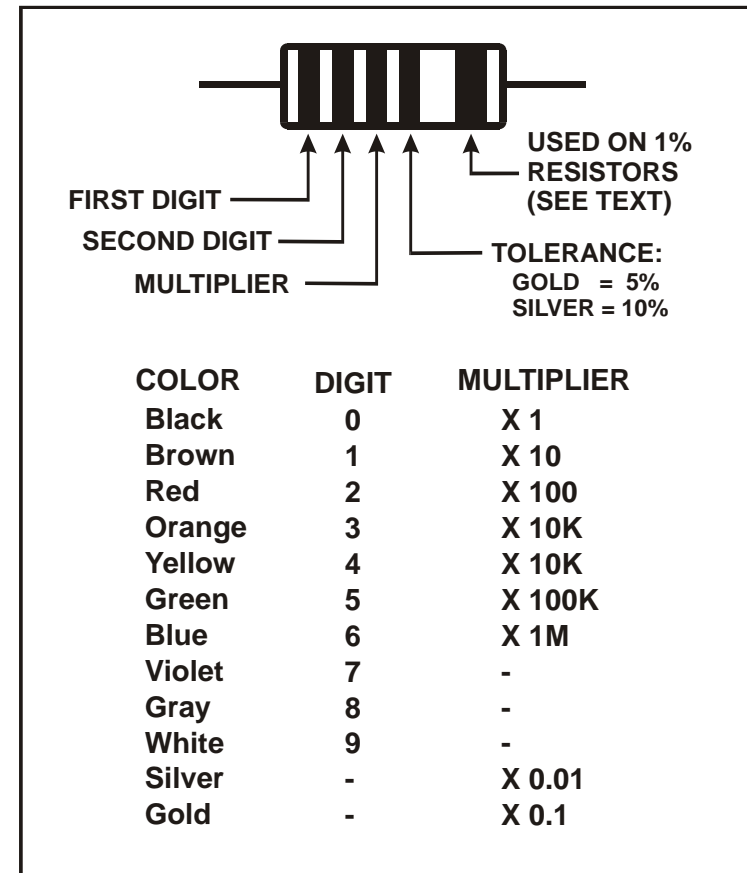 USED ON 1%
RESISTORS
(SEE TEXT)
FIRST DIGIT
SECOND DIGIT
MULTIPLIER
TOLERANCE:
GOLD = 5%
SILVER = 10%
COLOR DIGIT MULTIPLIER
Black 0 X 1
Brown 1 X 10
Red 2 X 100
Orange 3 X 10K
Yellow 4 X 10K
Green 5 X 100K
Blue 6 X 1M
Violet 7 -
Gray 8 -
White 9 -
Silver - X 0.01
Gold - X 0.1